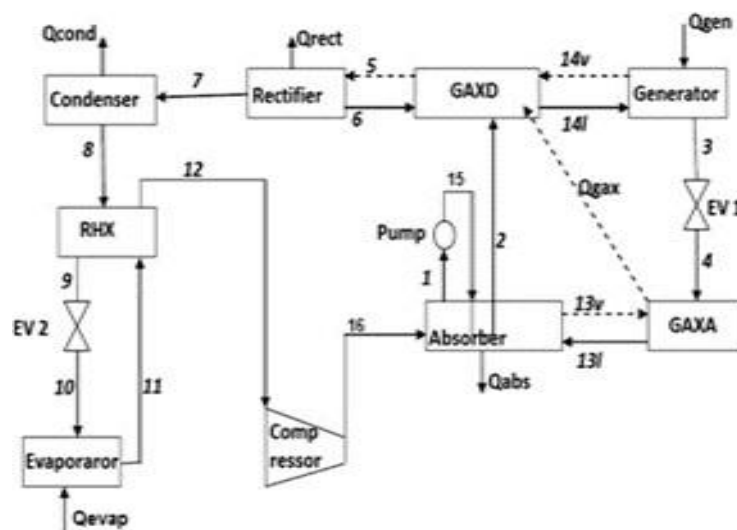 Qcond
Qrect
Qgen
7
5
14v
Condenser
Rectifier
GAXD
Generator
6
14l
8
3
12
15
Qgax
RHX
EV 1
Pump
2
9
1
4
13v
EV 2
16
Absorber
GAXA
13l
10
11
Qabs
Comp
ressor
Evaporaror
Qevap